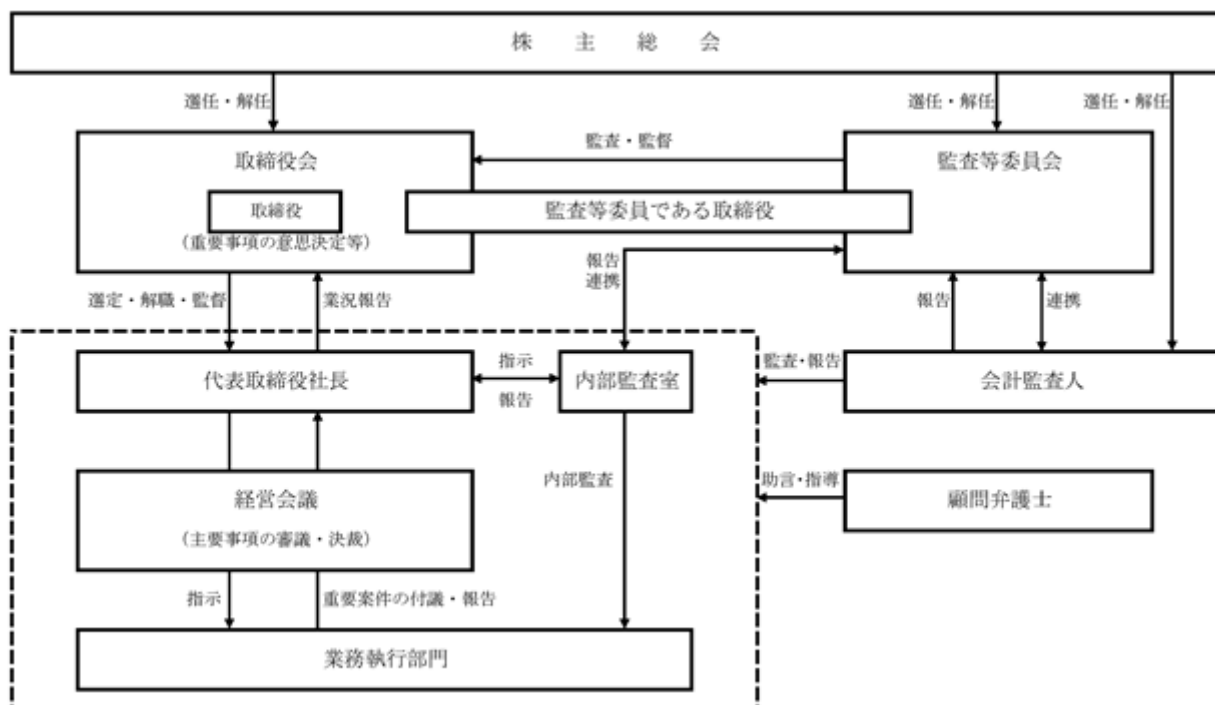 株主総会
選任・解任
選任・解任
選任・解任
取締役会
監査・監督
監査等委員会
取締役
監査等委員である取締役
(重要事項の意思決定等)
報告
連携
選定・解職・監督
業況報告
報告
連携
代表取締役社長
指示
報告
内部監査室
監査・報告
会計監査人
経営会議
(主要事項の審議・決裁)
内部監査
助言・指導
顧問弁護士
指示
重要案件の付議・報告
業務執行部門